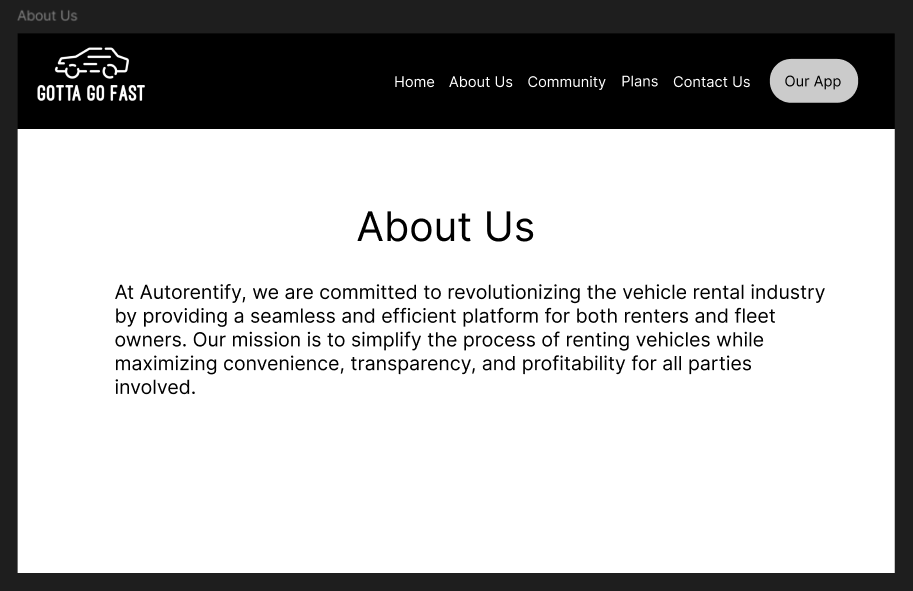 About Us
GOTTA GO FAST
Home About Us Community Plans Contact Us Our App
About Us
At Autorentify, we are committed to revolutionizing the vehicle rental industry
by providing a seamless and efficient platform for both renters and fleet
owners. Our mission is to simplify the process of renting vehicles while
maximizing convenience, transparency, and profitability for all parties
involved.